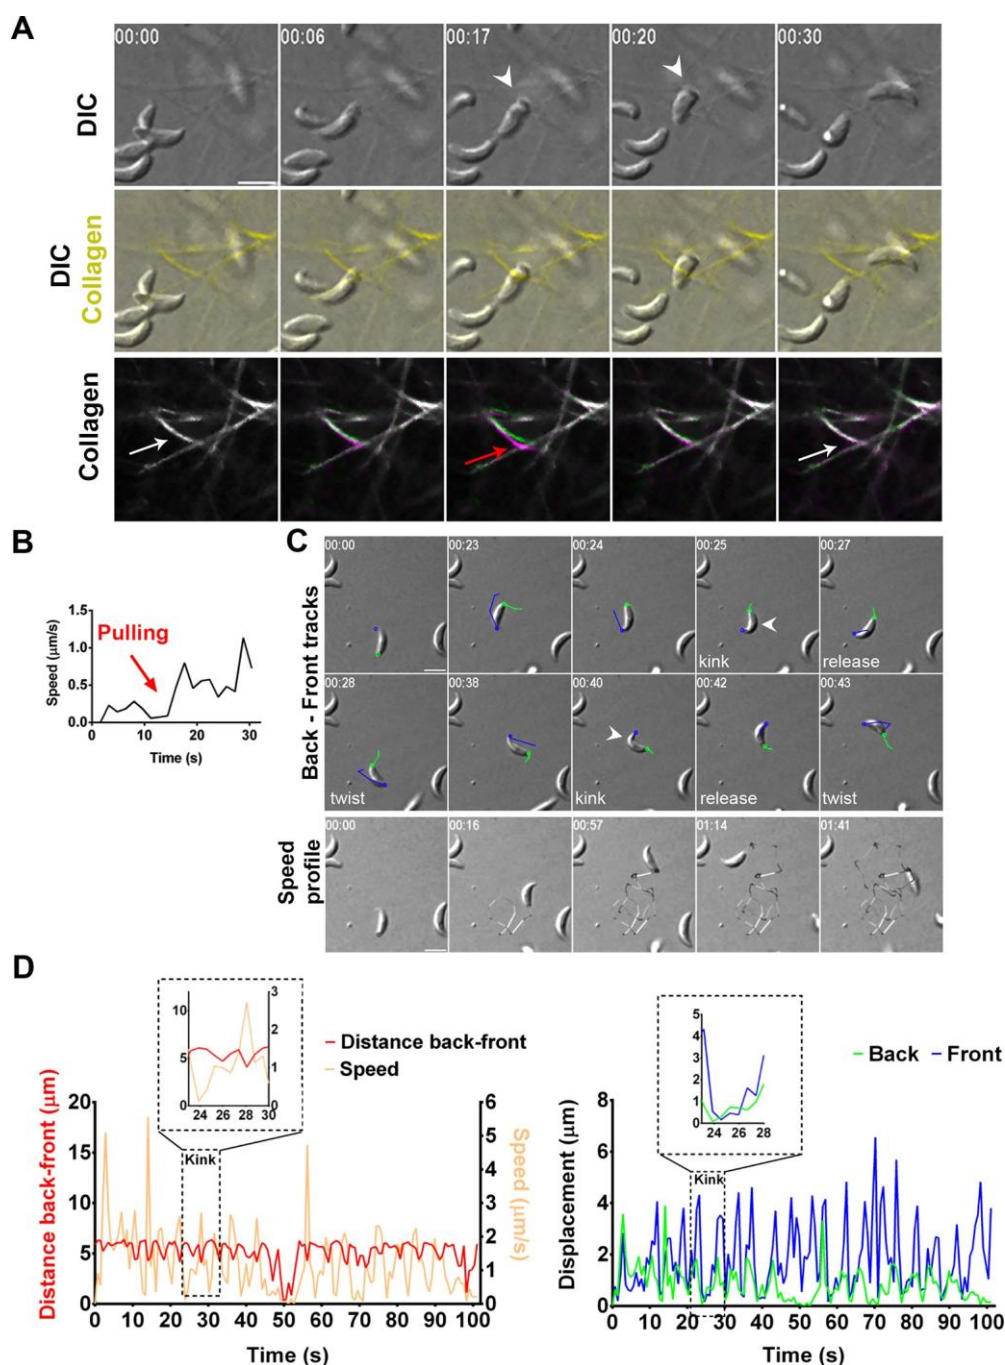 A
DIC
00:00 00:06 00:17 00:20 00:30
DIC
Collagen
Collagen
B
Speed (μm/s)
1.5
1.0
0.5
0.0
Pulling
0 10 20 30
Time (s)
C
Back - Front tracks
00:00 00:23 00:24 00:25 00:27
kink release
00:28 00:38 00:40 00:42 00:43
twist kink release twist
Speed
profile
00:00 00:16 00:57 01:14 01:41
D
Distance back-front (μm)
20
15
10
5
0
10
5
0
3
2
1
0
24 26 28 30
Distance back-front
Speed
Kink
6
5
4
3
2
1
0
Speed (μm/s)
0 10 20 30 40 50 60 70 80 90 100
Time (s)
Displacement (μm)
8
6
4
2
0
5
4
3
2
1
0
24 26 28
Back Front
Kink
0 10 20 30 40 50 60 70 80 90 100
Time (s)